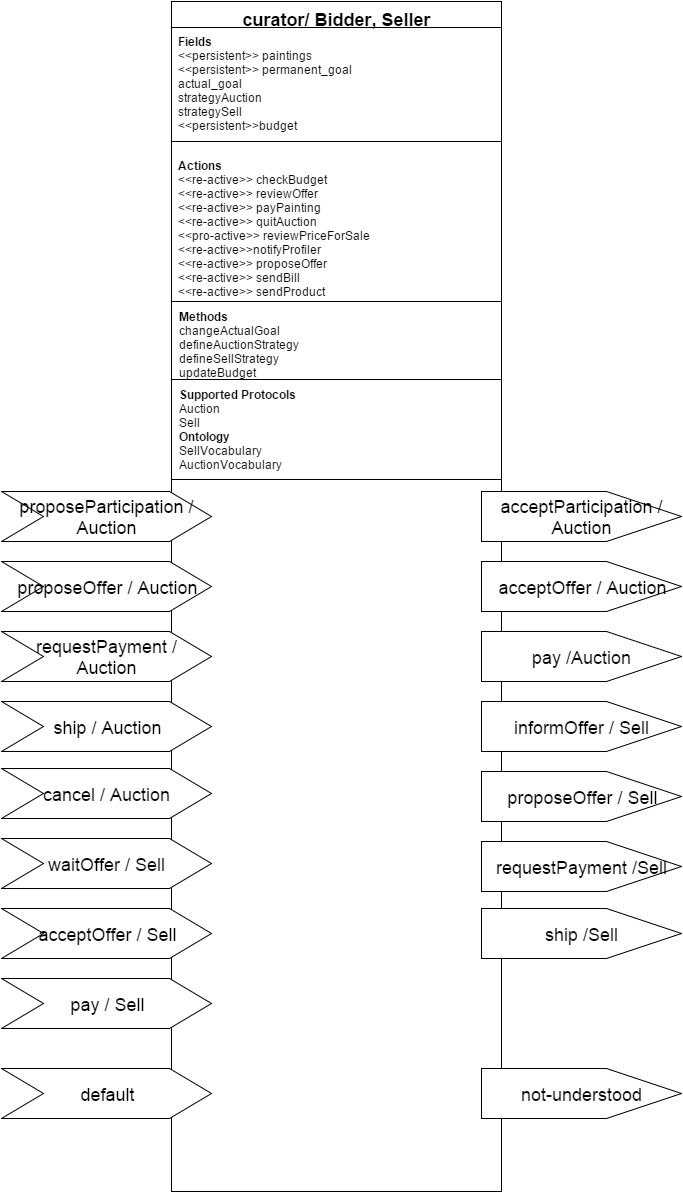 curator/ Bidder, Seller
Fields
<<persistent>> paintings
<<persistent>> permanent_goal
actual_goal
strategyAuction
strategySell
<<persistent>>budget
Actions
<<re-active>> checkBudget
<<re-active>> reviewOffer
<<re-active>> payPainting
<<re-active>> quitAuction
<<pro-active>> reviewPriceForSale
<<re-active>>notifyProfiler
<<re-active>> proposeOffer
<<re-active>> sendBill
<<re-active>> sendProduct
Methods
changeActualGoal
defineAuctionStrategy
defineSellStrategy
updateBudget
Supported Protocols
Auction
Sell
Ontology
SellVocabulary
AuctionVocabulary
proposeParticipation /
Auction
acceptParticipation /
Auction
proposeOffer / Auction
acceptOffer / Auction
requestPayment /
Auction
pay /Auction
ship / Auction
informOffer / Sell
cancel / Auction
proposeOffer / Sell
waitOffer / Sell
requestPayment /Sell
acceptOffer / Sell
ship /Sell
pay / Sell
default
not-understood